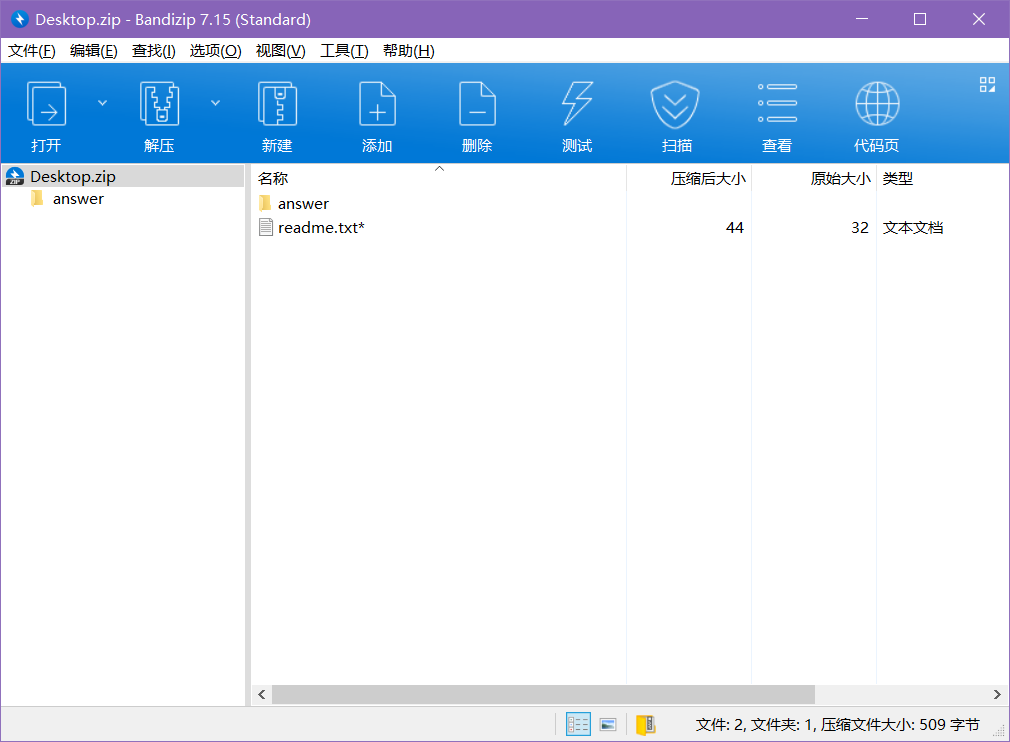 Desktop.zip - Bandizip 7.15 (Standard)
文件(F) 编辑(E) 查找(I) 选项(O) 视图(V) 工具(T) 帮助(H)
打开 解压 新建 添加 删除 测试 扫描 查看 代码页
ZIP Desktop.zip
answer
名称 压缩后大小 原始大小 类型
answer
readme.txt* 44 32 文本文档
文件: 2, 文件夹: 1, 压缩文件大小: 509 字节